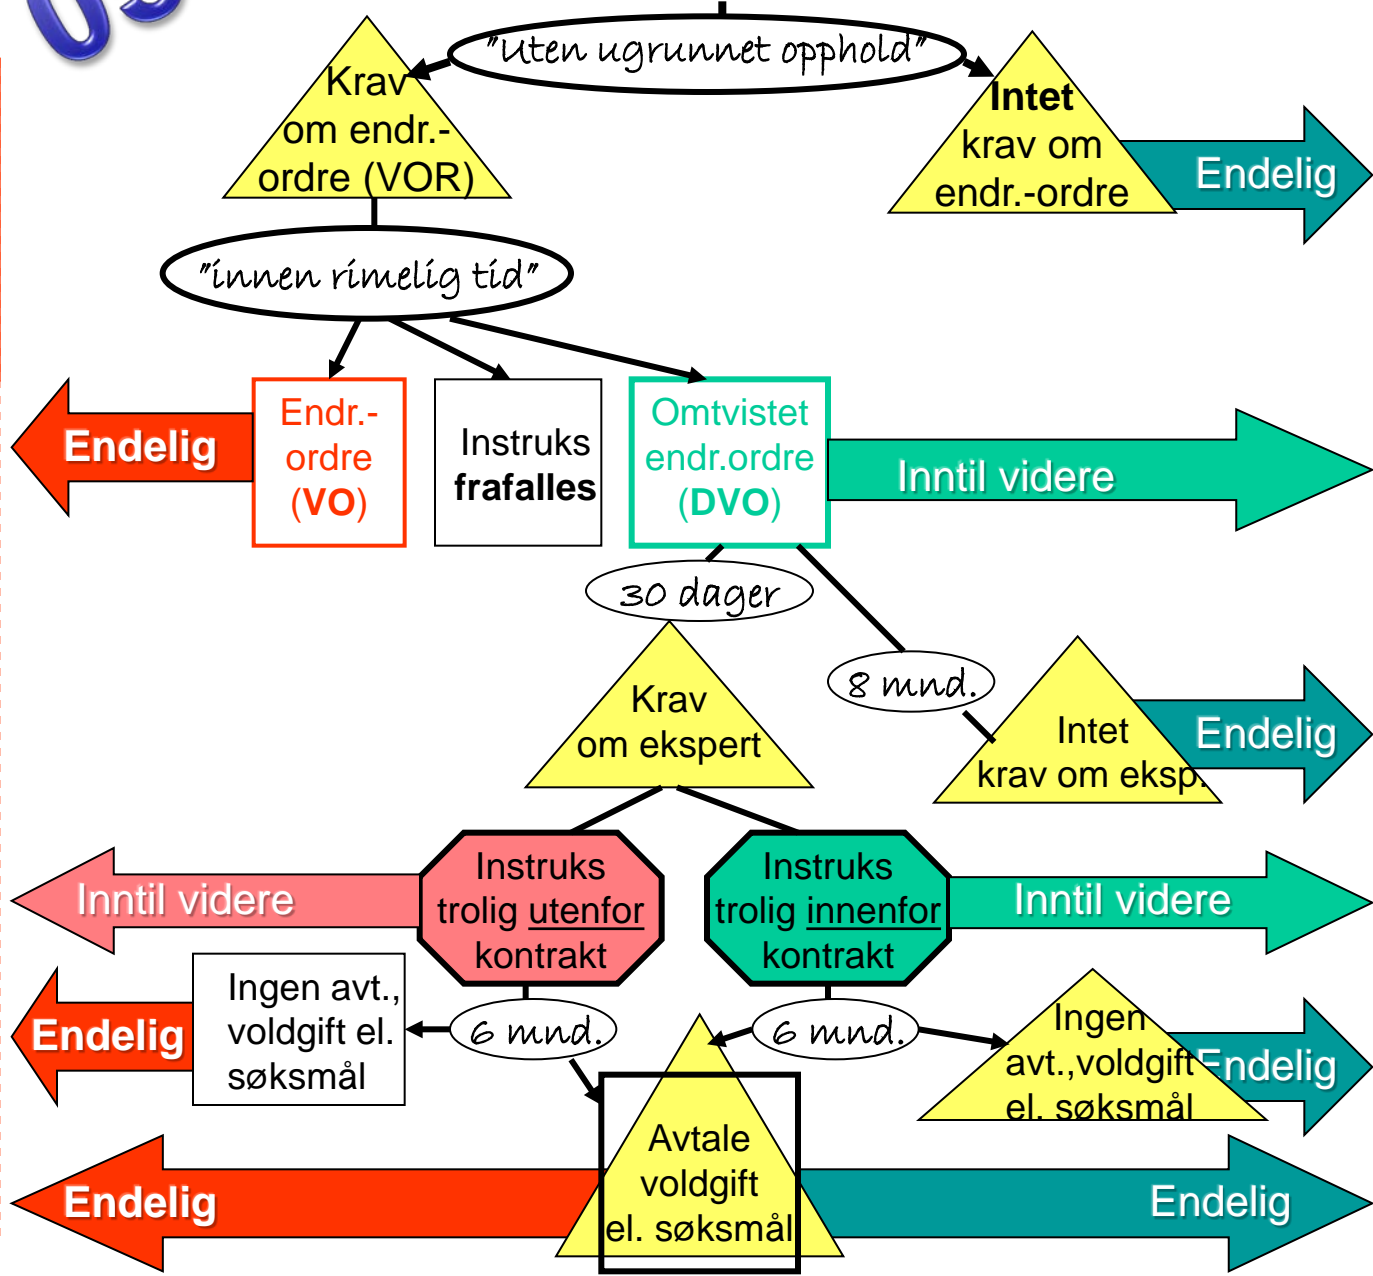 "Uten ugrunnet opphold"
Krav
om endr.-
ordre (VOR)
Intet
krav om
endr.-ordre
Endelig
"innen rimelig tid"
Endelig
Endr.-
ordre
(VO)
Instruks
frafalles
Omtvistet
endr.ordre
(DVO)
Inntil videre
30 dager
8 mnd.
Krav
om ekspert
Intet
krav om eksp.
Endelig
Inntil videre
Instruks
trolig utenfor
kontrakt
Instruks
trolig innenfor
kontrakt
Inntil videre
Endelig
Ingen avt.,
voldgift el.
søksmål
6 mnd.
6 mnd.
Ingen
avt.,voldgift
el. søksmål
Endelig
Endelig
Avtale
voldgift
el. søksmål
Endelig